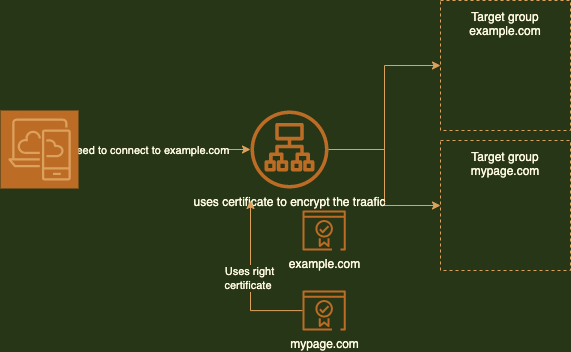 Target group
example.com
eed to connect to example.com
Target group
mypage.com
uses certificate to encrypt the traafic
example.com
Uses right
certificate
mypage.com